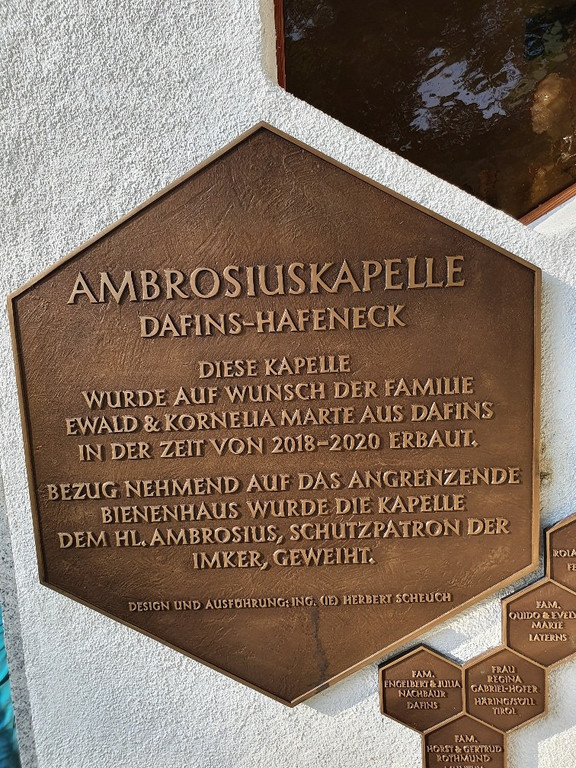 AMBROSIUSKAPELLE
DAFINS-HAFENECK
DIESE KAPELLE
WURDE AUF WUNSCH DER FAMILIE
EWALD & KORNELIA MARTE AUS DAFINS
IN DER ZEIT VON 2018-2020 ERBAUT.
BEZUG NEHMEND AUF DAS ANGRENZENDE
BIENENHAUS WURDE DIE KAPELLE
DEM HL. AMBROSIUS, SCHUTZPATRON DER
IMKER, GEWEIHT.
DESIGN UND AUSFÜHRUNG: ING. (IE) HERBERT SCHEUCH
FAM.
MARTE
LATERNS
FAM.
ENGELBERT & JULIA
NACHBAUR
DAFINS
FRAU
REGINA
GABRIEL-HOFER
HÄRING/SÖLL
TIROL
FAM.
HORST & GERTRUD
ROTHMUND